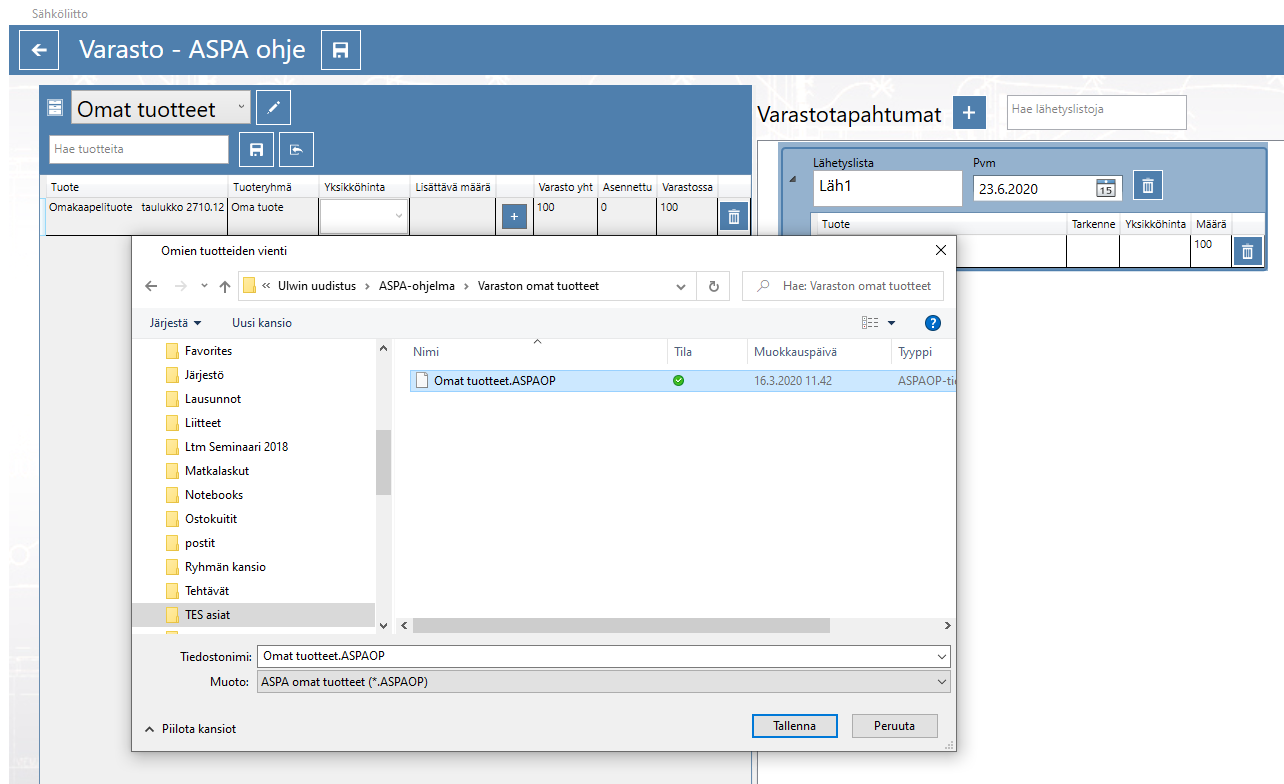 Sähköliitto
Varasto - ASPA ohje
Omat tuotteet
Hae tuotteita
Varastotapahtumat
Hae lähetyslistoja
Tuote Tuoteryhmä Yksikköhinta Lisättävä määrä Varasto yht Asennettu Varastossa
Omakaapelituote taulukko 2710.12 Oma tuote 100 0 100
Lähetyslista Pvm
Läh1 23.6.2020 15
Tuote Tarkenne Yksikköhinta Määrä
100
Omien tuotteiden vienti
« Ulwin uudistus › ASPA-ohjelma › Varaston omat tuotteet
Hae: Varaston omat tuotteet
Järjestä Uusi kansio
Favorites
Järjestö
Lausunnot
Liitteet
Ltm Seminaari 2018
Matkalaskut
Notebooks
Ostokuitit
postit
Ryhmän kansio
Tehtävät
TES asiat
Nimi Tila Muokkauspäivä Tyyppi
Omat tuotteet.ASPAOP 16.3.2020 11.42 ASPAOP-tie
Tiedostonimi: Omat tuotteet.ASPAOP
Muoto: ASPA omat tuotteet (*.ASPAOP)
Piilota kansiot
Tallenna Peruuta